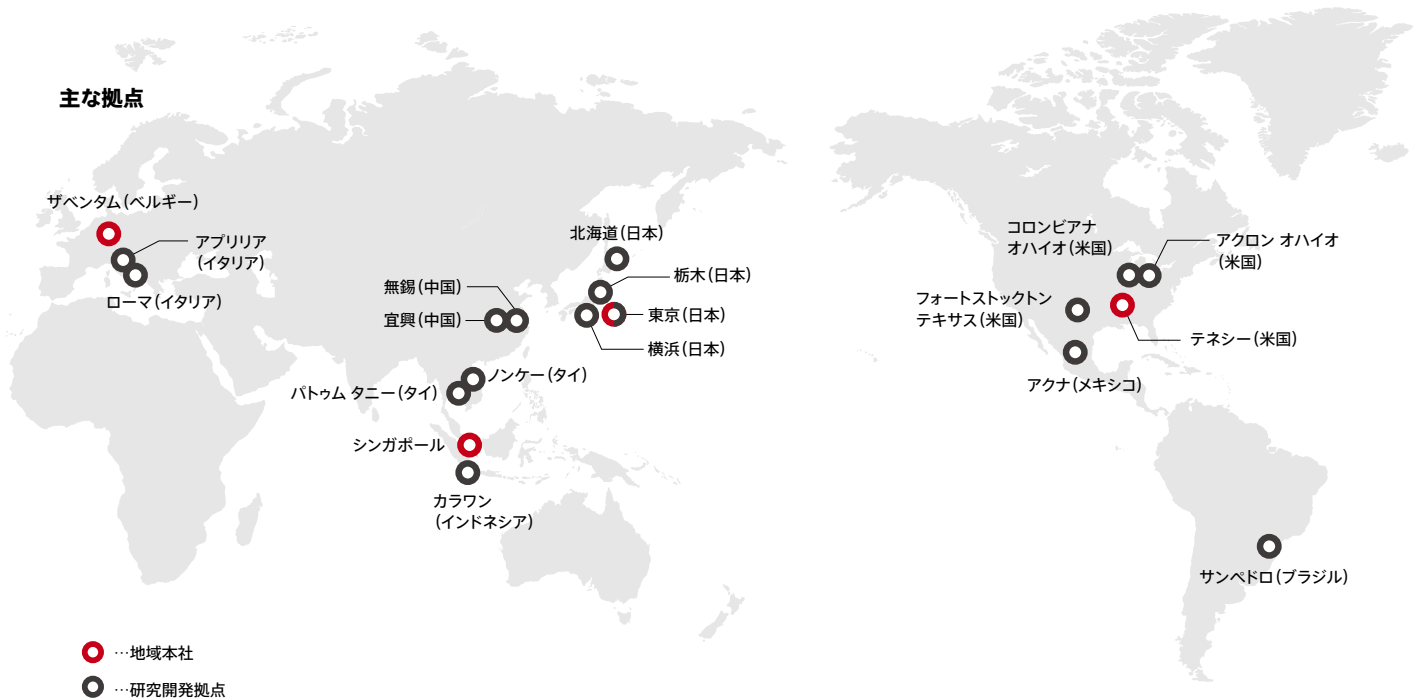 主な拠点
ザベンタム(ベルギー)
アプリリア
(イタリア)
ローマ(イタリア)
北海道(日本)
栃木(日本)
無錫(中国)
宜興(中国)
東京(日本)
横浜(日本)
ノンケー(タイ)
パトゥム タニー(タイ)
シンガポール
カラワン
(インドネシア)
コロンビアナ
オハイオ(米国)
アクロン オハイオ
(米国)
フォートストックトン
テキサス(米国)
テネシー(米国)
アクナ(メキシコ)
サンペドロ(ブラジル)
…地域本社
…研究開発拠点